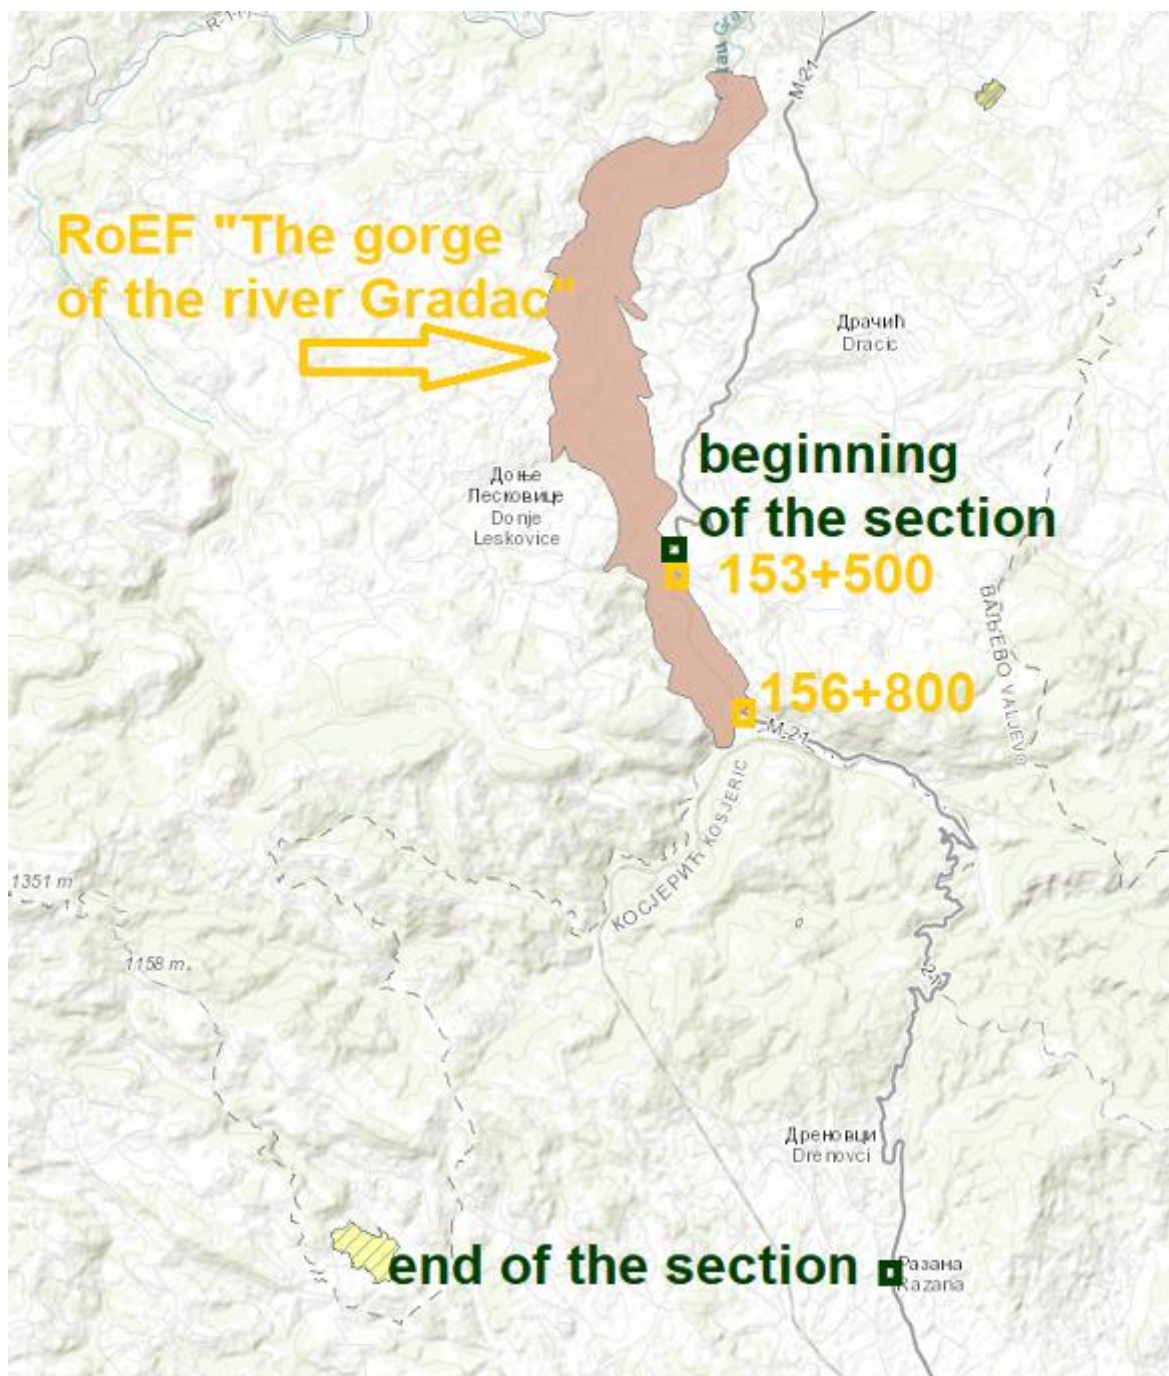 M-21
RoEF "The gorge
of the river Gradac"
Драчић
Dracic
beginning
of the section
Доње
Лесковице
Donje
Leskovice
153+500
ВАЉЕВО VALJEVO
156+800
M-21
КОСЈЕРИЋ KOSJERIC
1351 m
1158 m.
Дреновци
Drenovci
end of the section
Разана
Razana